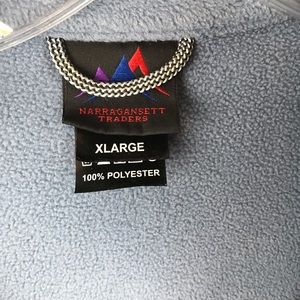 NARRAGANSETT
TRADERS
XLARGE
100% POLYESTER